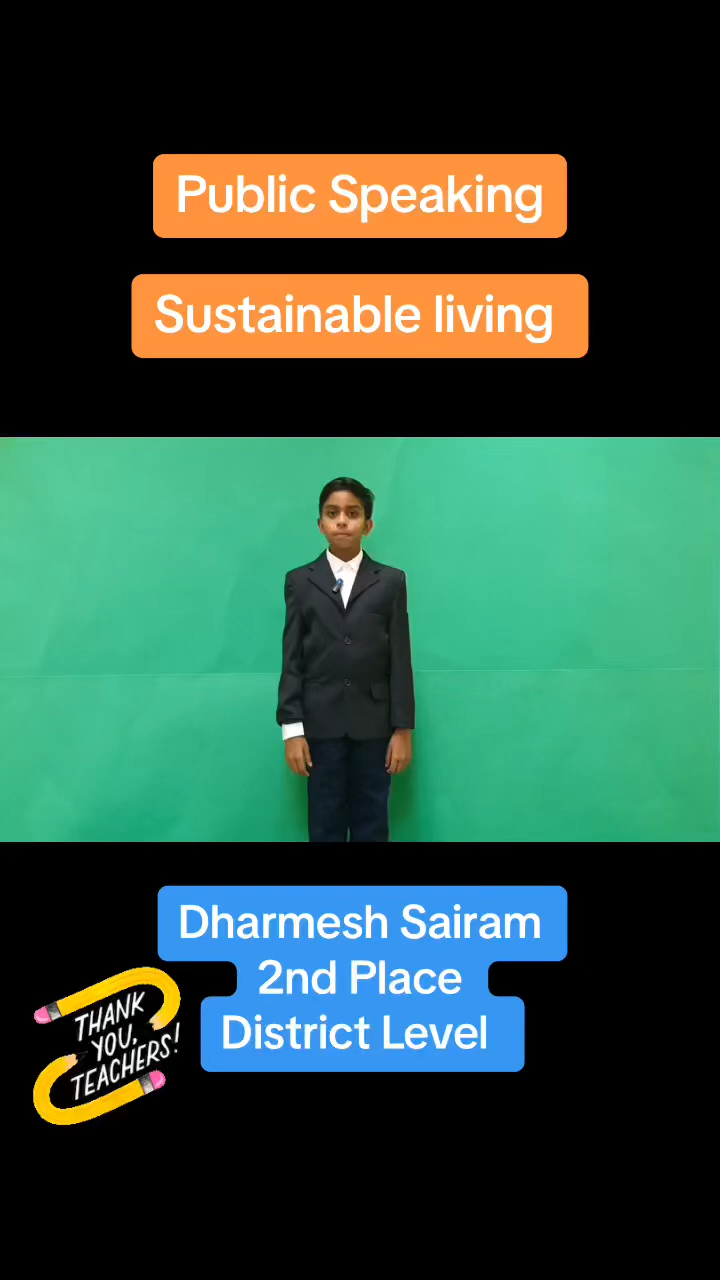 Public Speaking
Sustainable living
Dharmesh Sairam
2nd Place
District Level
THANK
YOU,
TEACHERS!